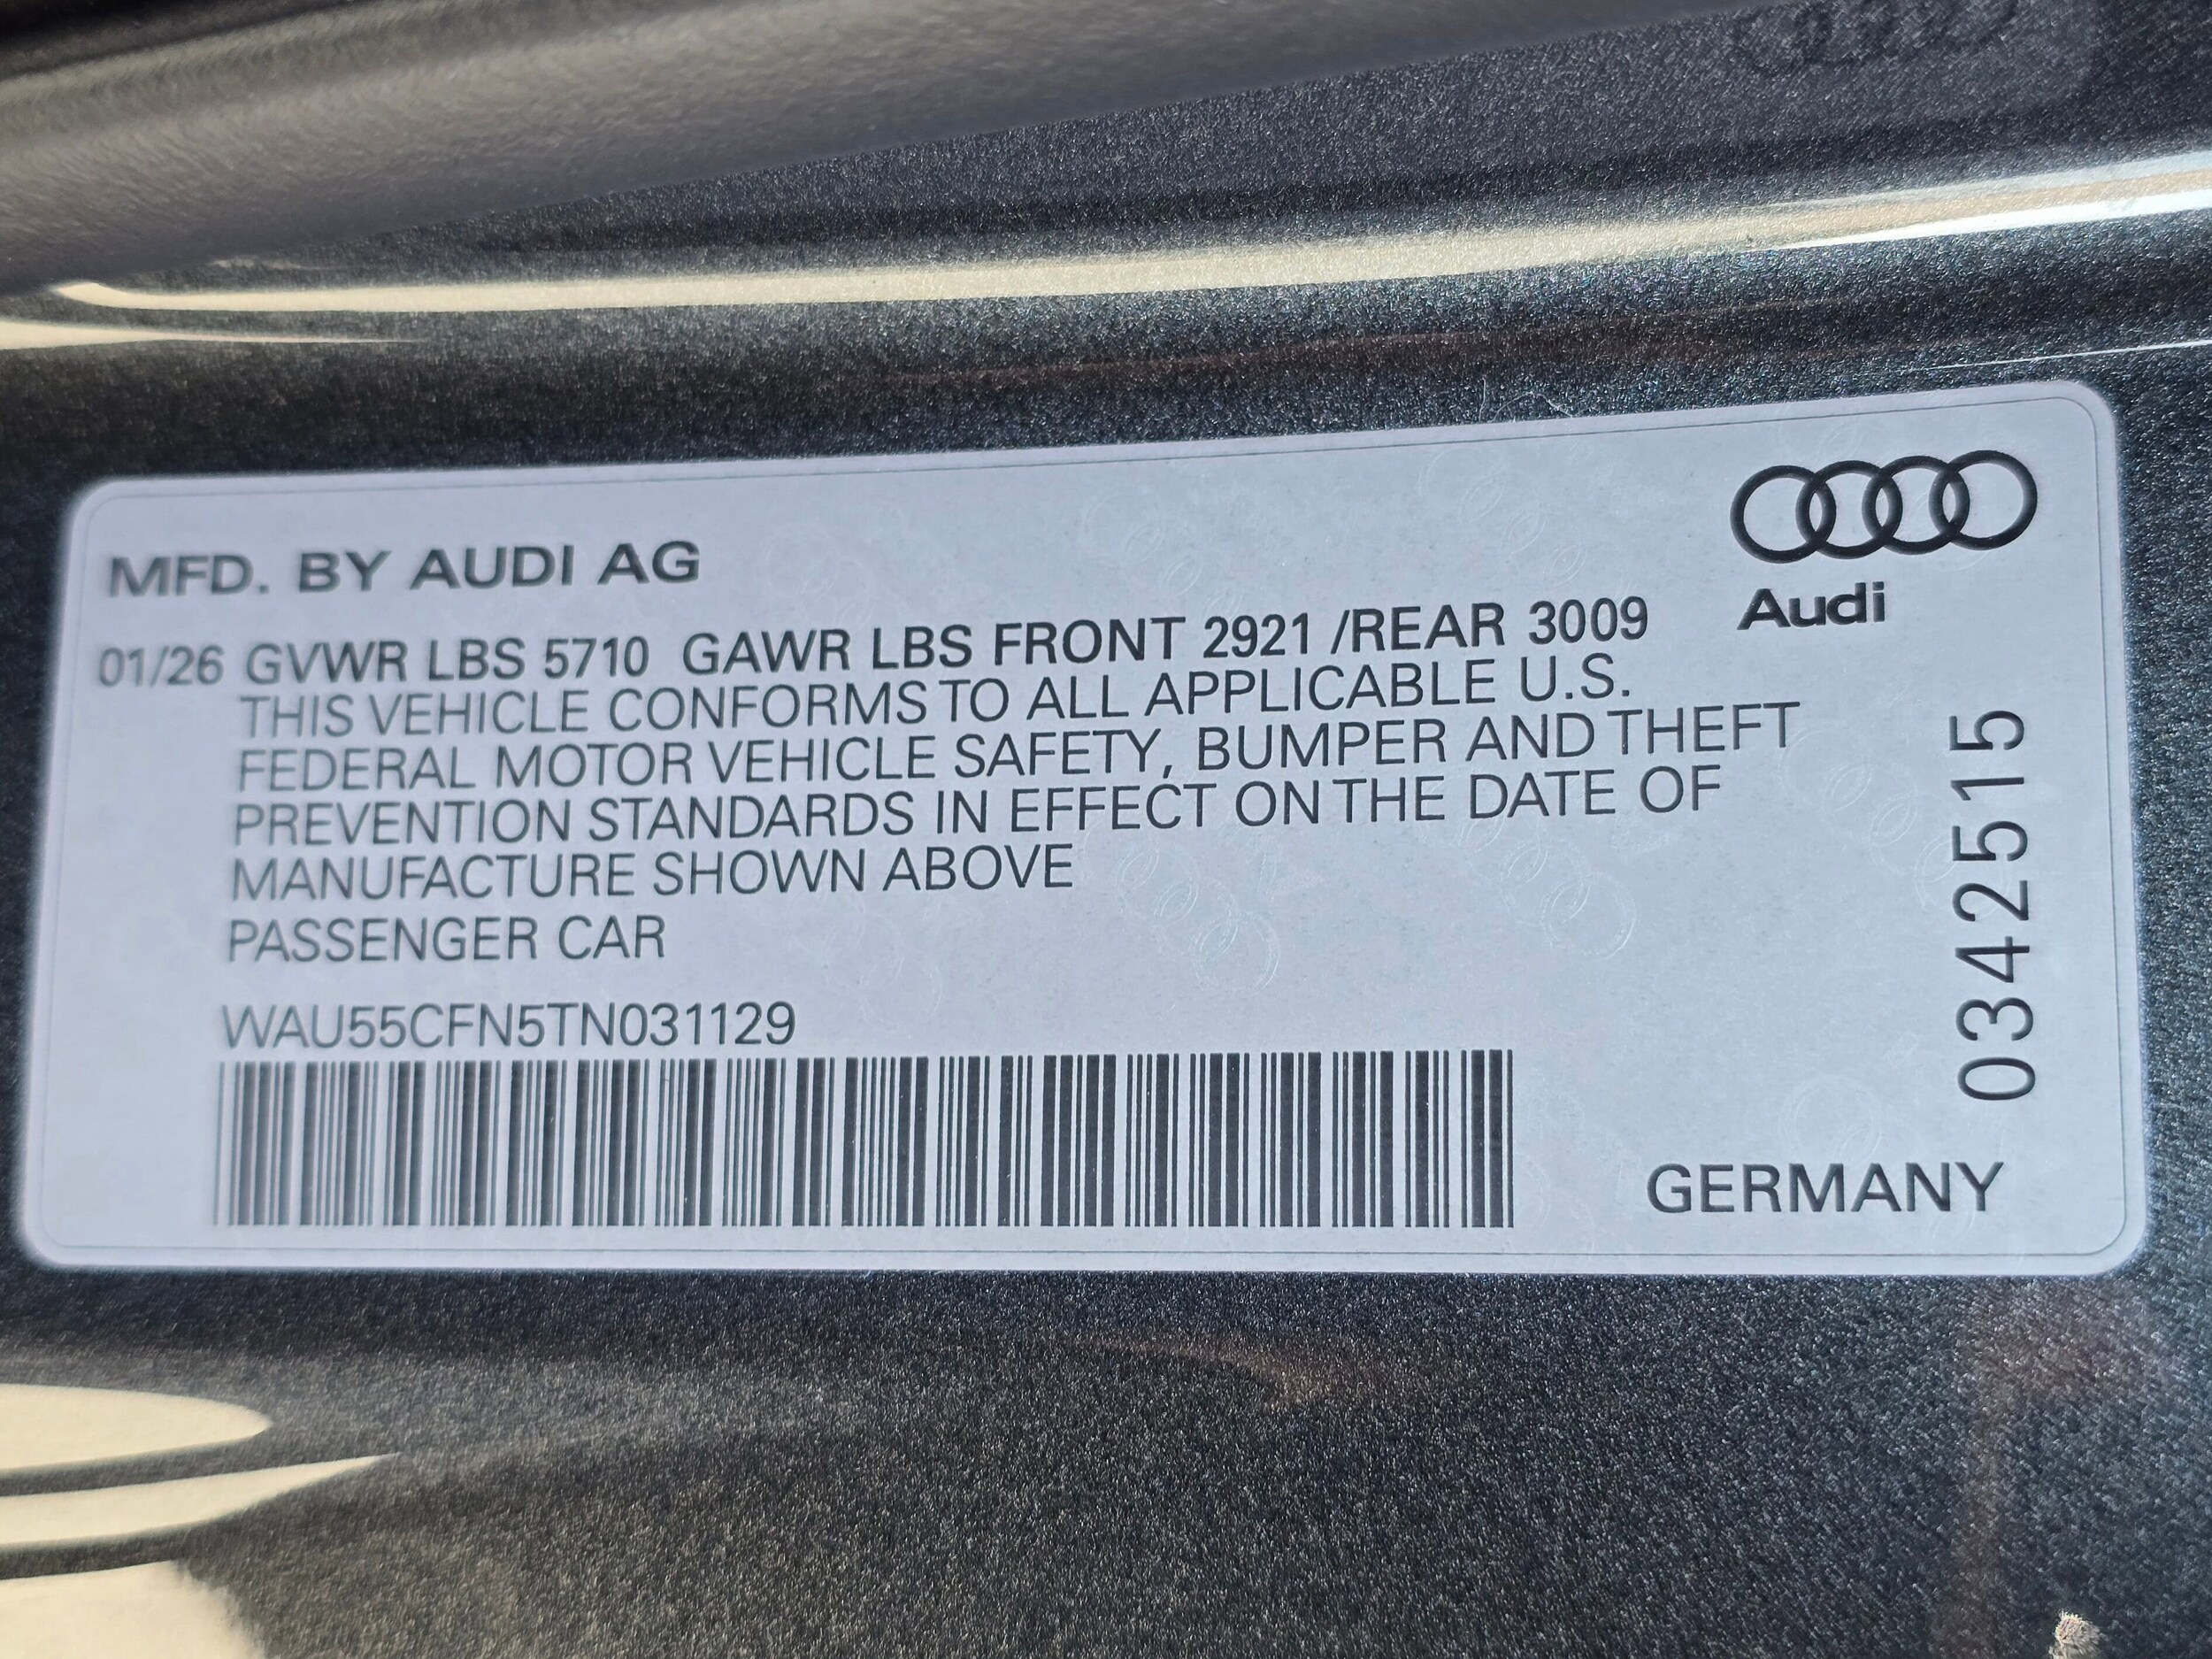 MFD. BY AUDI AG
Audi
01/26 GVWR LBS 5710 GAWR LBS FRONT 2921 /REAR 3009
THIS VEHICLE CONFORMS TO ALL APPLICABLE U.S.
FEDERAL MOTOR VEHICLE SAFETY, BUMPER AND THEFT
PREVENTION STANDARDS IN EFFECT ON THE DATE OF
MANUFACTURE SHOWN ABOVE
PASSENGER CAR
WAU55CFN5TN031129
0342515
GERMANY